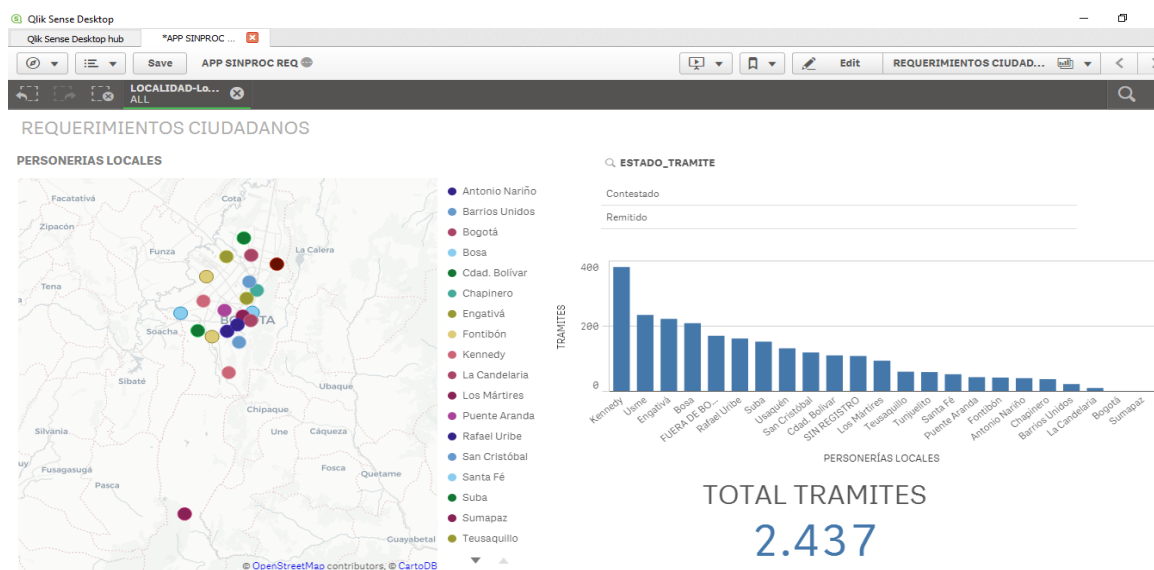 Qlik Sense Desktop
Qlik Sense Desktop hub
*APP SINPROC ...
Save
APP SINPROC REQ
Edit
REQUERIMIENTOS CIUDAD...
LOCALIDAD-Lo...
ALL
REQUERIMIENTOS CIUDADANOS
PERSONERIAS LOCALES
Facatativá
Cota
Zipacón
Funza
La Calera
Tena
Soacha
Sibaté
Ubaque
Chipaque
Silvania
Une
Cáqueza
Fusagasugá
Fosca
Quetame
Pasca
Guayabetal
© OpenStreetMap contributors, © CartoDB
Antonio Nariño
Barrios Unidos
Bogotá
Bosa
Cdad. Bolívar
Chapinero
Engativá
Fontibón
Kennedy
La Candelaria
Los Mártires
Puente Aranda
Rafael Uribe
San Cristóbal
Santa Fé
Suba
Sumapaz
Teusaquillo
ESTADO_TRAMITE
Contestado
Remitido
TRAMITES
400
200
0
Kennedy
Usme
Engativá
Bosa
FUERA DE BO...
Rafael Uribe
Suba
Usaquén
San Cristóbal
Cdad. Bolívar
SIN REGISTRO
Los Mártires
Teusaquillo
Tunjuelito
Santa Fé
Puente Aranda
Fontibón
Antonio Nariño
Chapinero
Barrios Unidos
La Candelaria
Bogotá
Sumapaz
PERSONERÍAS LOCALES
TOTAL TRAMITES
2.437